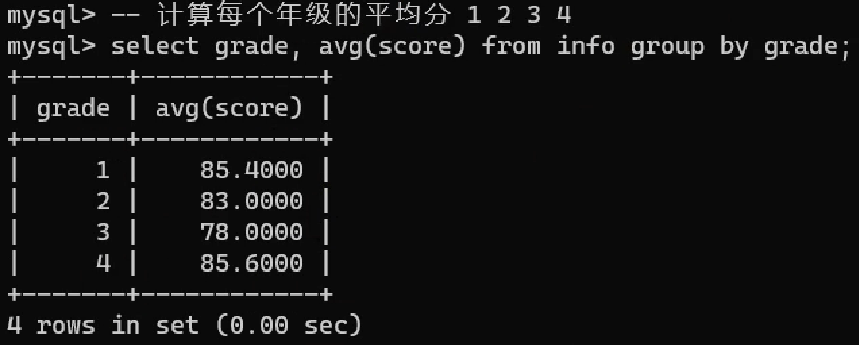 mysql> -- 计算每个年级的平均分 1 2 3 4
mysql> select grade, avg(score) from info group by grade;
+-------+------------+
| grade | avg(score) |
+-------+------------+
|     1 |    85.4000 |
|     2 |    83.0000 |
|     3 |    78.0000 |
|     4 |    85.6000 |
+-------+------------+
4 rows in set (0.00 sec)